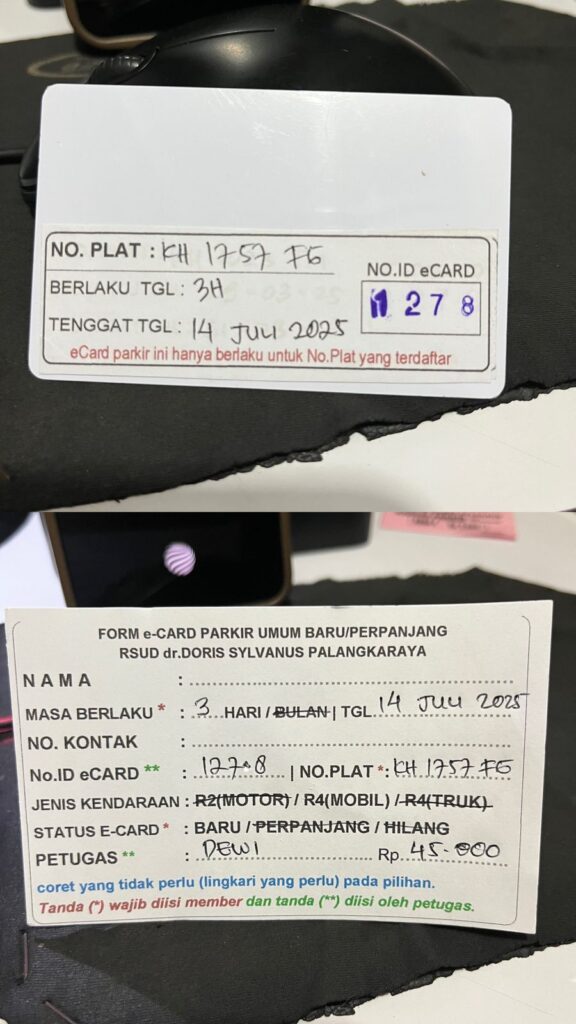 NO. PLAT : KH 1757 FG
BERLAKU TGL : 3H
TENGGAT TGL : 14 JULI 2025
NO.ID eCARD
1278
eCard parkir ini hanya berlaku untuk No.Plat yang terdaftar
FORM e-CARD PARKIR UMUM BARU/PERPANJANG
RSUD dr.DORIS SYLVANUS PALANGKARAYA
NAMA :
MASA BERLAKU * : 3 HARI / BULAN | TGL 14 JULI 2025
NO. KONTAK :
No.ID eCARD ** : 1278 | NO.PLAT * : KH 1757 FG
JENIS KENDARAAN : R2(MOTOR) / R4(MOBIL) / R4(TRUK)
STATUS E-CARD * : BARU / PERPANJANG / HILANG
PETUGAS ** : DEWI Rp. 45.000
coret yang tidak perlu (lingkari yang perlu) pada pilihan.
Tanda (*) wajib diisi member dan tanda (**) diisi oleh petugas.